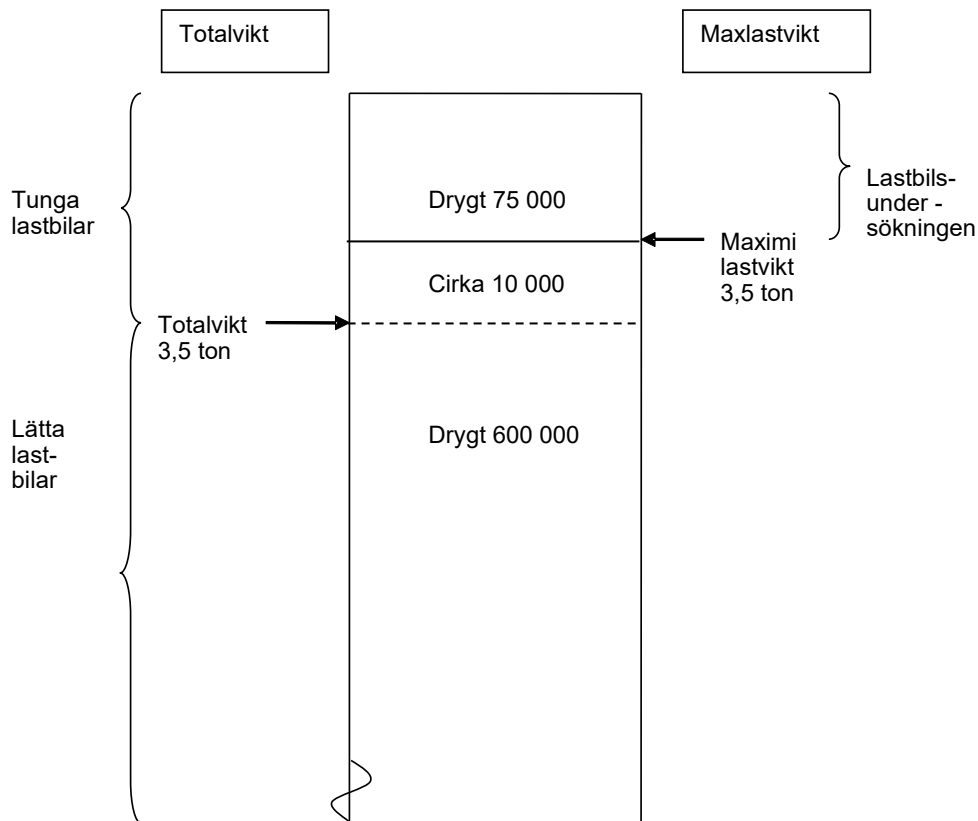 Totalvikt
Maxlastvikt
Drygt 75 000
Tunga
lastbilar
Lastbils-
under -
sökningen
Maximi
lastvikt
3,5 ton
Cirka 10 000
Totalvikt
3,5 ton
Lätta
last-
bilar
Drygt 600 000